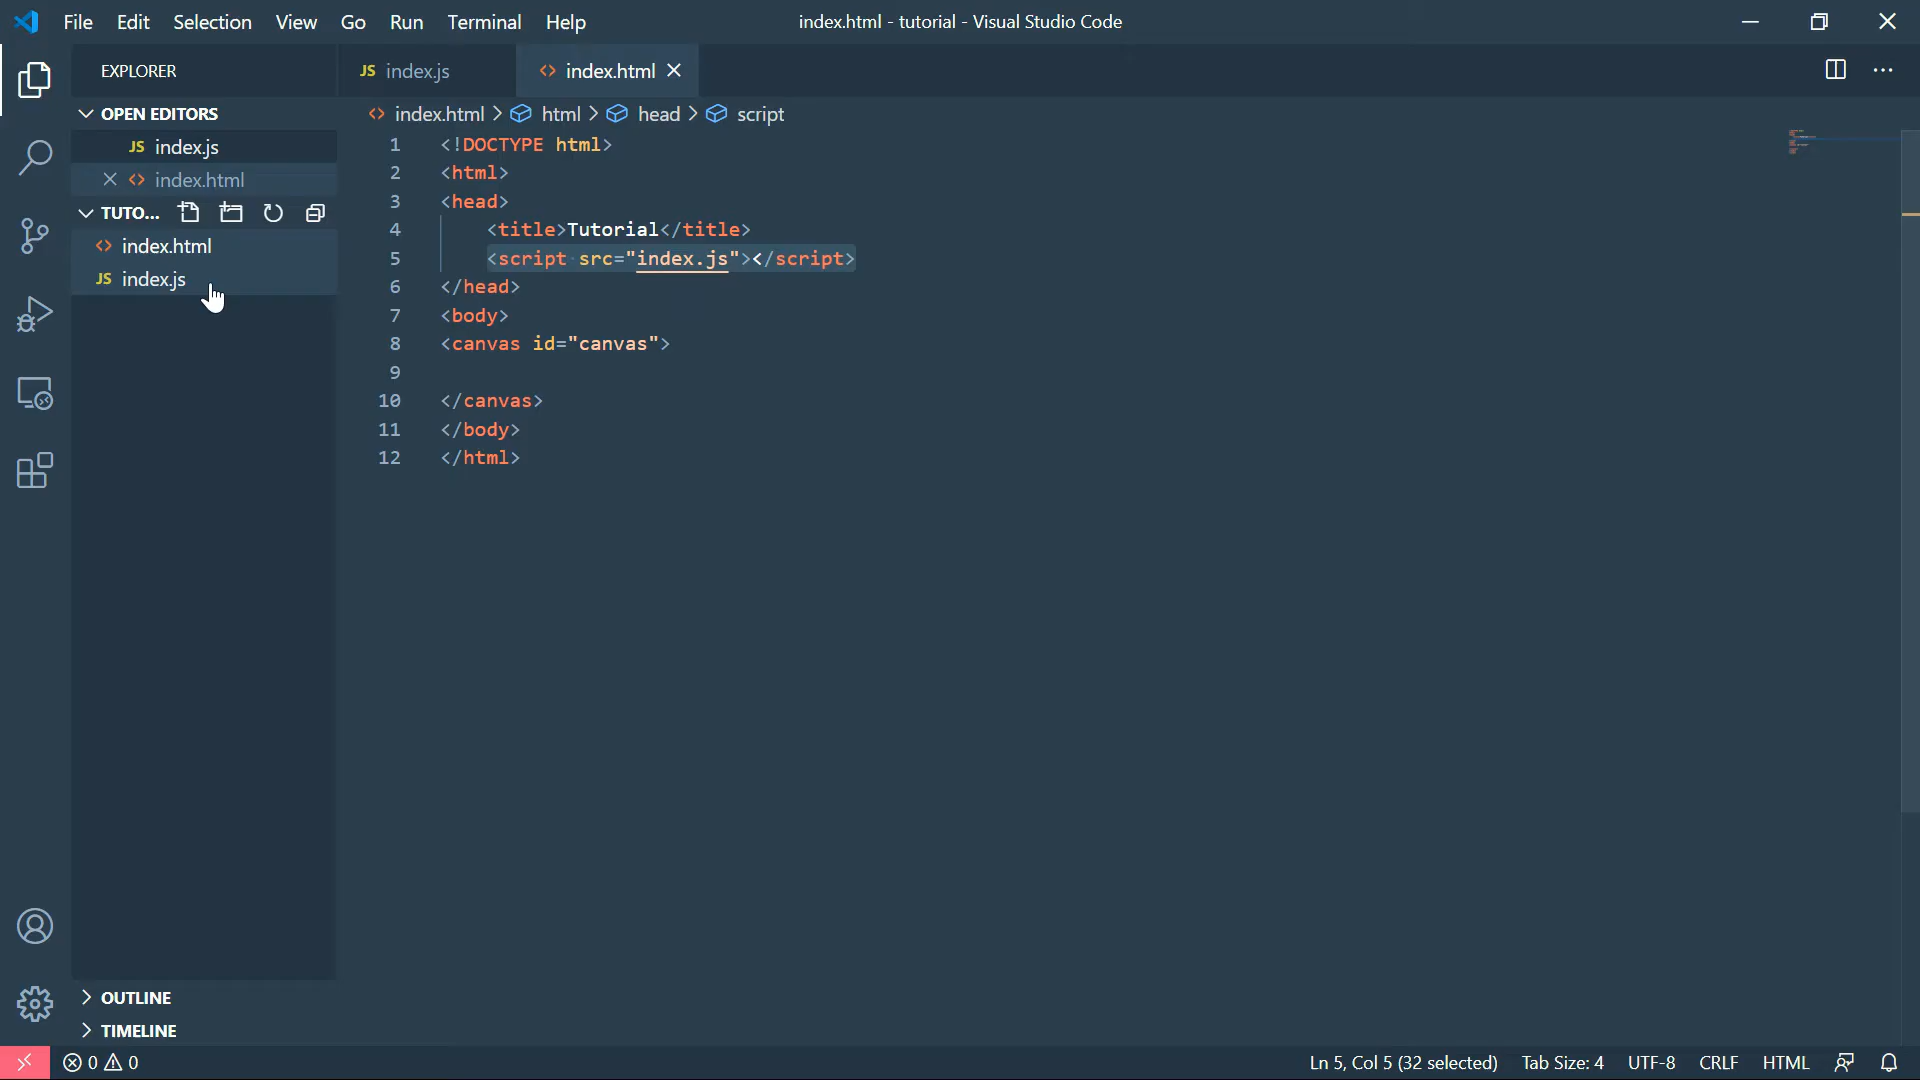 File Edit Selection View Go Run Terminal Help index.html - tutorial - Visual Studio Code
EXPLORER
JS index.js
index.html
OPEN EDITORS
index.html > html > head > script
JS index.js
index.html
TUTO...
index.html
JS index.js
1 <!DOCTYPE html>
2 <html>
3 <head>
4 <title>Tutorial</title>
5 <script src="index.js"></script>
6 </head>
7 <body>
8 <canvas id="canvas">
9
10 </canvas>
11 </body>
12 </html>
OUTLINE
TIMELINE
0 0 Ln 5, Col 5 (32 selected) Tab Size: 4 UTF-8 CRLF HTML